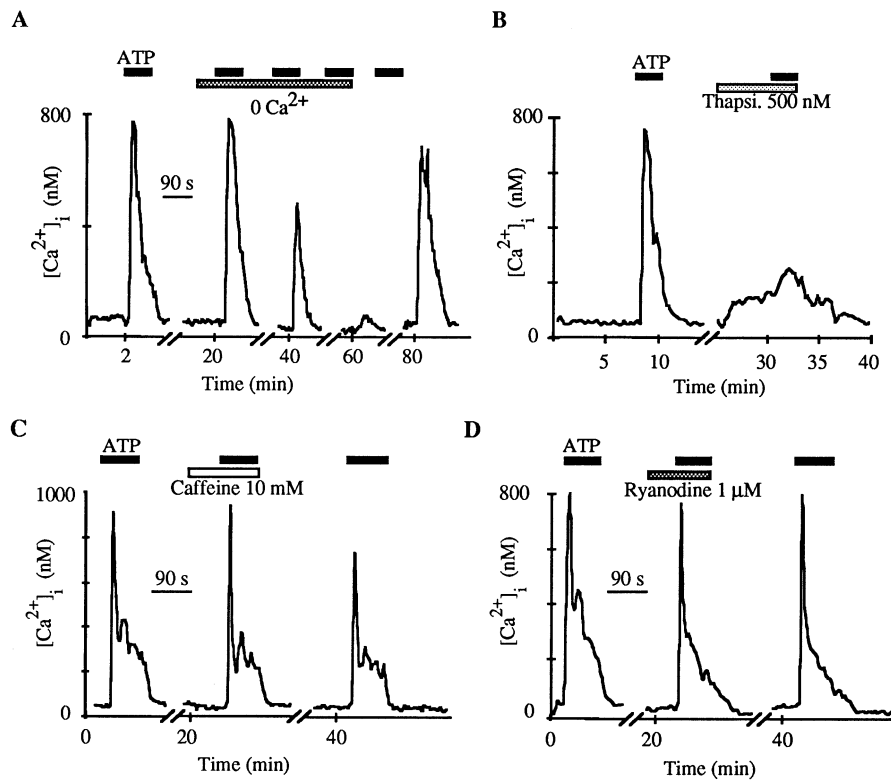 A
ATP
0 Ca2+
800
90 s
[Ca2+]i (nM)
0
2 20 40 60 80
Time (min)
B
ATP
Thapsi. 500 nM
800
[Ca2+]i (nM)
0
5 10 30 35 40
Time (min)
C
ATP
Caffeine 10 mM
1000
90 s
[Ca2+]i (nM)
0
0 20 40
Time (min)
D
ATP
Ryanodine 1 µM
800
90 s
[Ca2+]i (nM)
0
0 20 40
Time (min)